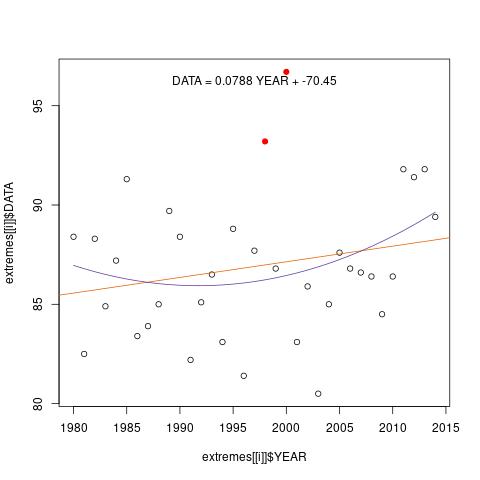 DATA = 0.0788 YEAR + -70.45
95
90
85
80
extremes[[i]]$DATA
1980 1985 1990 1995 2000 2005 2010 2015
extremes[[i]]$YEAR